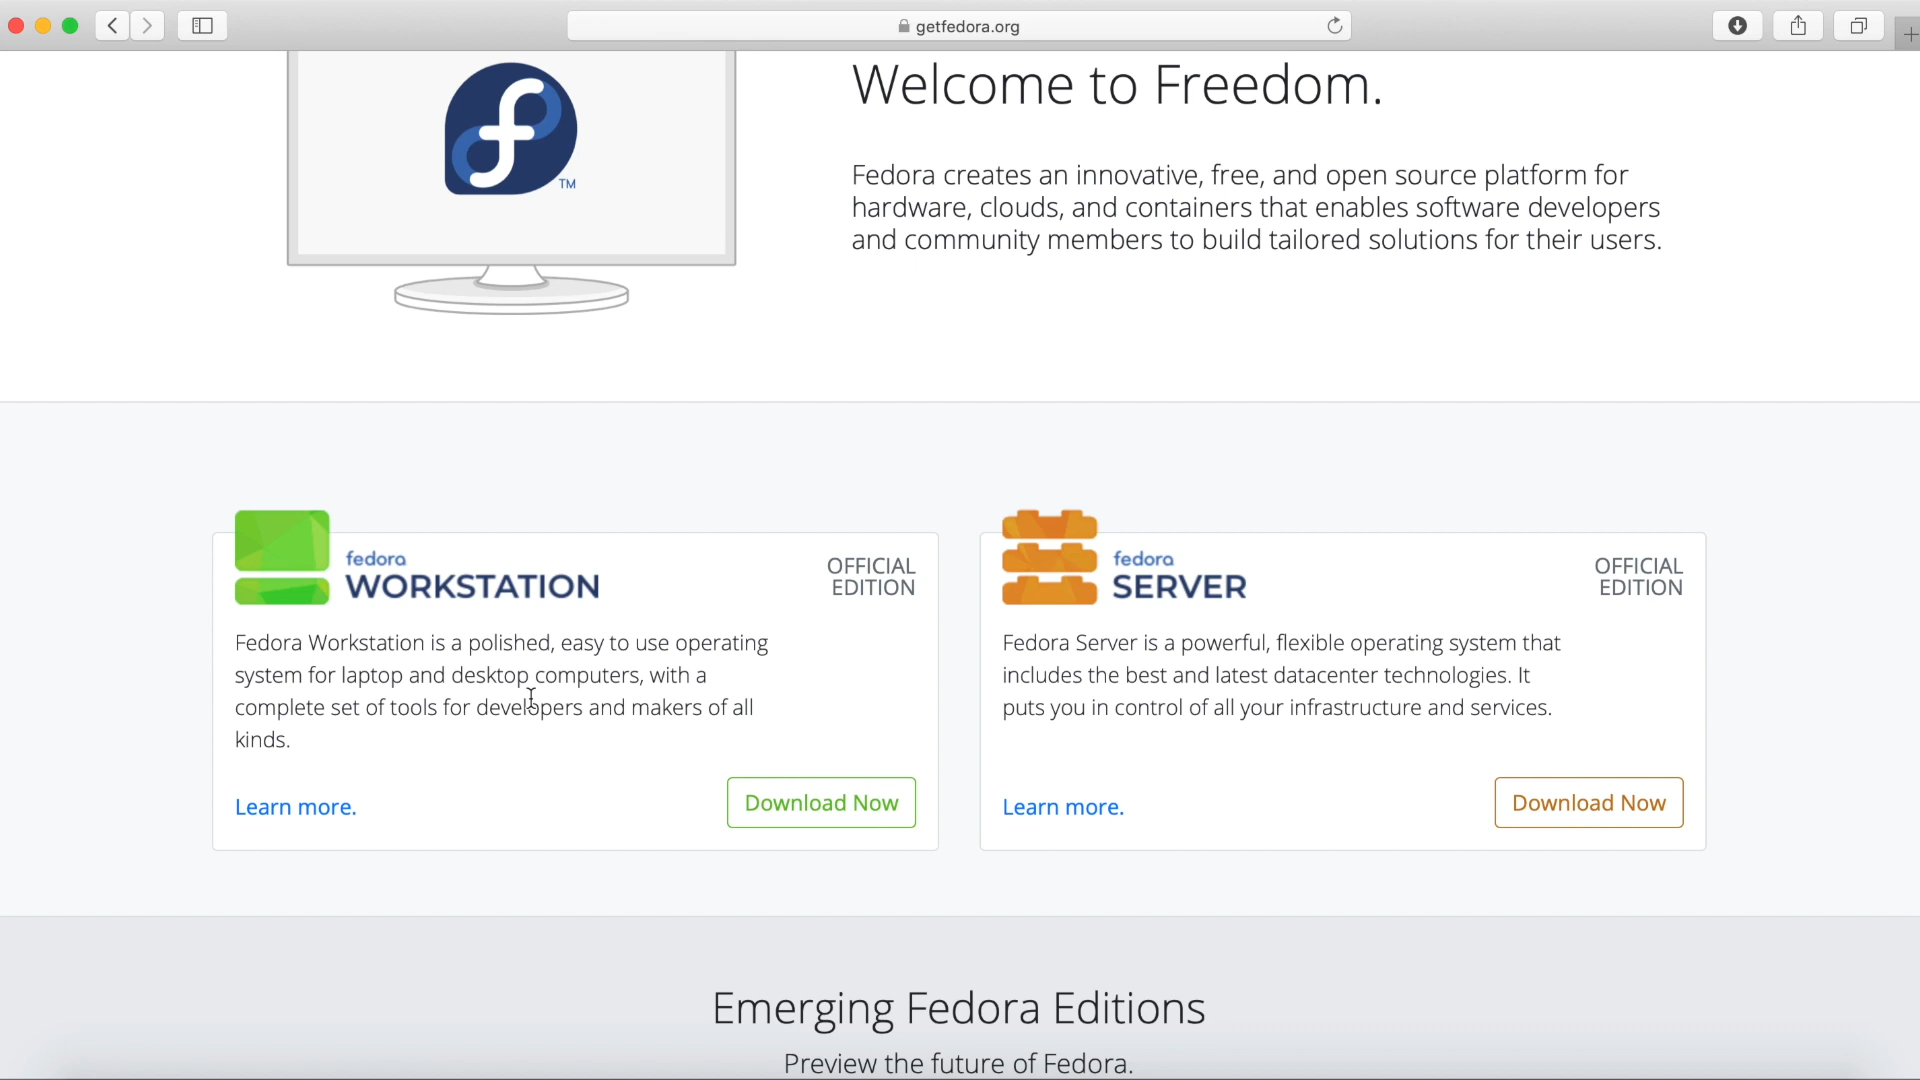 getfedora.org
Welcome to Freedom.
TM
Fedora creates an innovative, free, and open source platform for
hardware, clouds, and containers that enables software developers
and community members to build tailored solutions for their users.
fedora
WORKSTATION
OFFICIAL
EDITION
Fedora Workstation is a polished, easy to use operating
system for laptop and desktop computers, with a
complete set of tools for developers and makers of all
kinds.
Learn more.
Download Now
fedora
SERVER
OFFICIAL
EDITION
Fedora Server is a powerful, flexible operating system that
includes the best and latest datacenter technologies. It
puts you in control of all your infrastructure and services.
Learn more.
Download Now
Emerging Fedora Editions
Preview the future of Fedora.